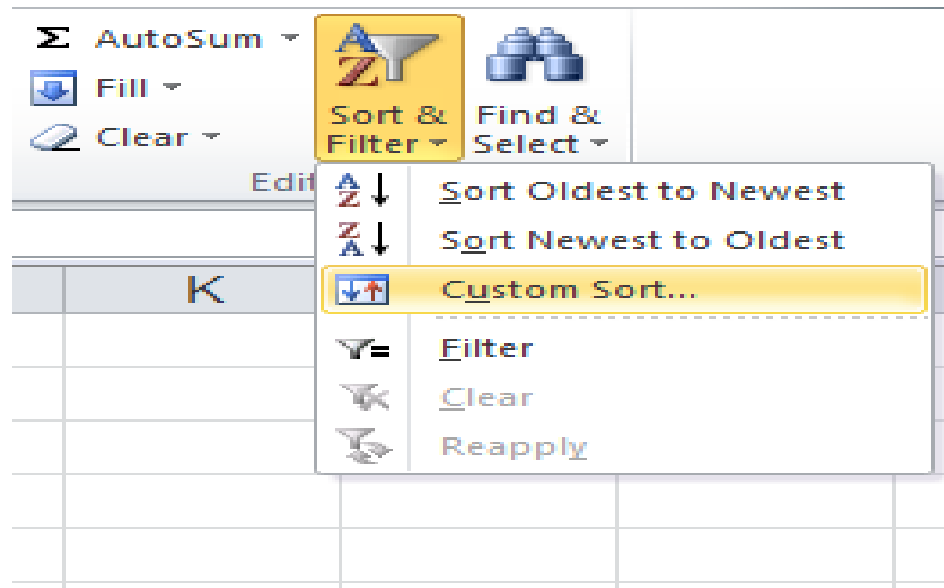 Σ AutoSum
Fill
Clear
Sort &
Filter
Find &
Select
Edit
K
Sort Oldest to Newest
Sort Newest to Oldest
Custom Sort...
Filter
Clear
Reapply